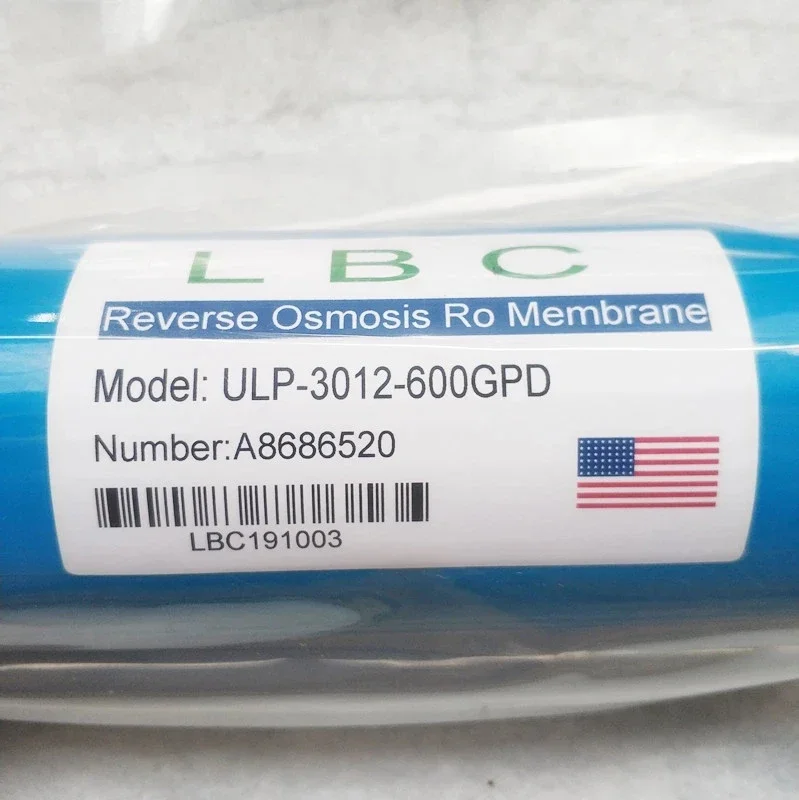 LBC
Reverse Osmosis Ro Membrane
Model: ULP-3012-600GPD
Number:A8686520
LBC191003